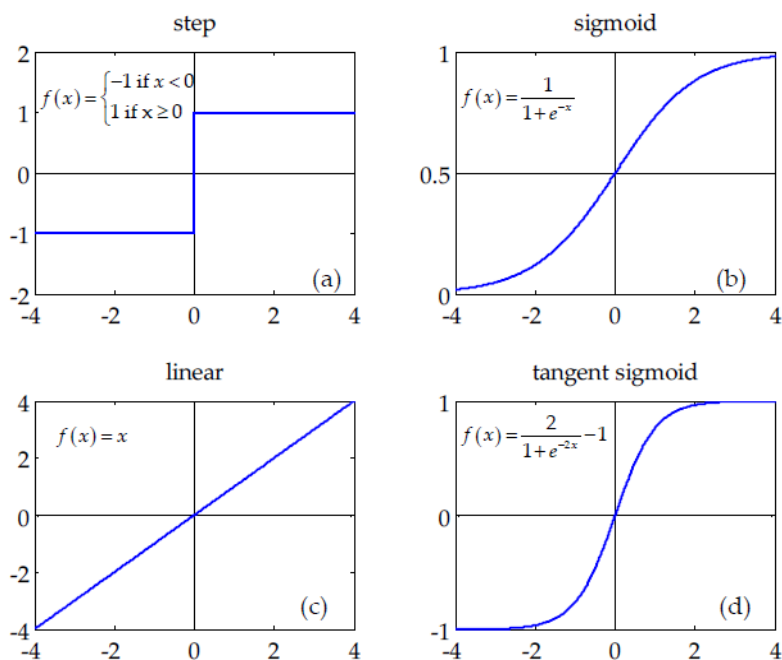 step
f(x)={−1 if x<0
1 if x≥0
2
1
0
-1
-2
-4 -2 0 2 4
(a)
sigmoid
f(x)=1/(1+e^{-x})
1
0.5
0
-4 -2 0 2 4
(b)
linear
f(x)=x
4
2
0
-2
-4
-4 -2 0 2 4
(c)
tangent sigmoid
f(x)=2/(1+e^{-2x})−1
1
0
-1
-4 -2 0 2 4
(d)